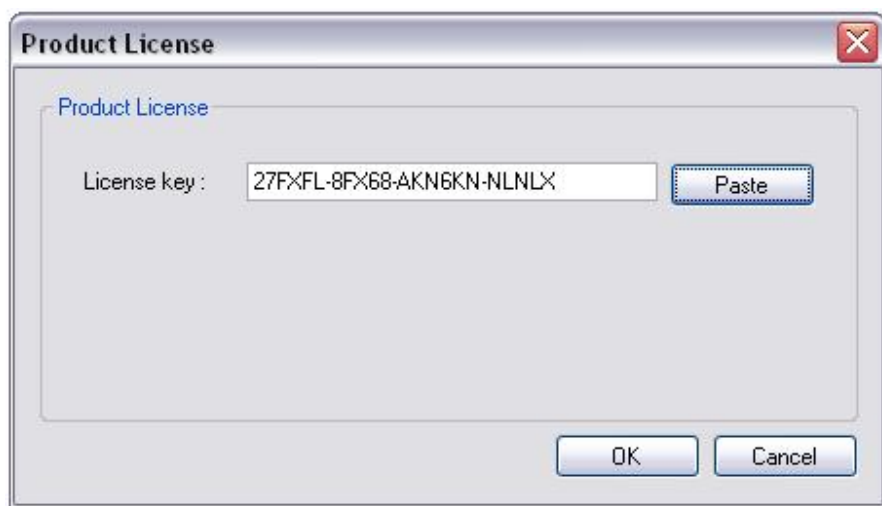 Product License
Product License
License key : 27FXFL-8FX68-AKN6KN-NLNLX Paste
OK Cancel